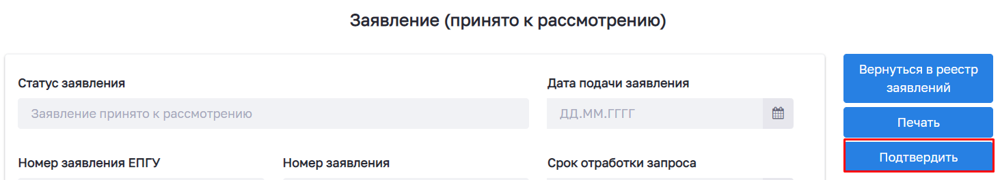 Заявление (принято к рассмотрению)
Статус заявления
Дата подачи заявления
Заявление принято к рассмотрению
ДД.ММ.ГГГГ
Номер заявления ЕПГУ
Номер заявления
Срок отработки запроса
Вернуться в реестр
заявлений
Печать
Подтвердить